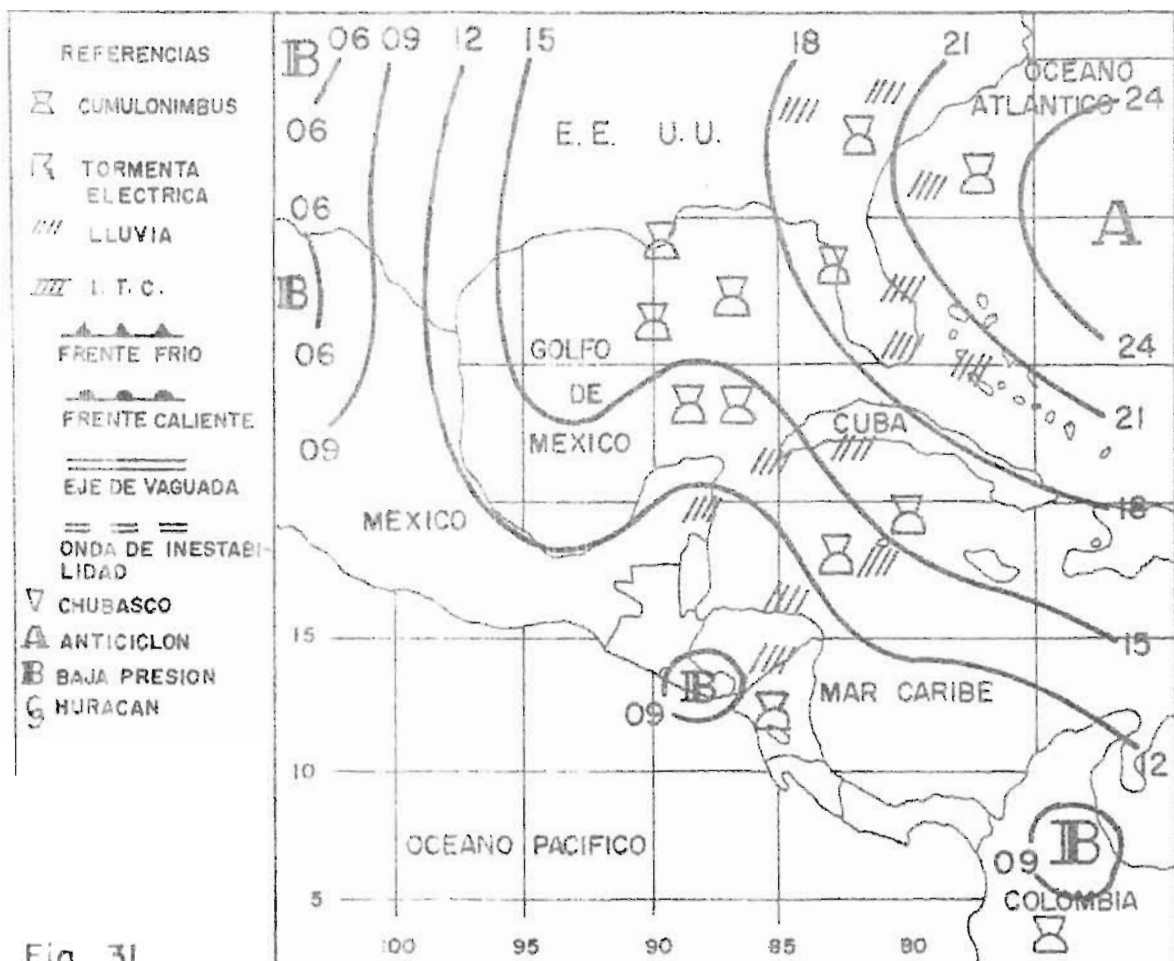 REFERENCIAS
CUMULONIMBUS
TORMENTA
ELECTRICA
LLUVIA
I. T. C.
FRENTE FRIO
FRENTE CALIENTE
EJE DE VAGUADA
ONDA DE INESTABI-
LIDAD
CHUBASCO
A ANTICICLON
B BAJA PRESION
HURACAN
Fig. 31
B 06 09 12 15 18 21
OCEANO
ATLANTICO 24
06
E. E. U. U.
06
A
B
06
GOLFO
DE
MEXICO
24
09
CUBA
21
MEXICO
18
15
15
B
09
MAR CARIBE
12
10
OCEANO PACIFICO
09 B
5
COLOMBIA
100 95 90 85 80